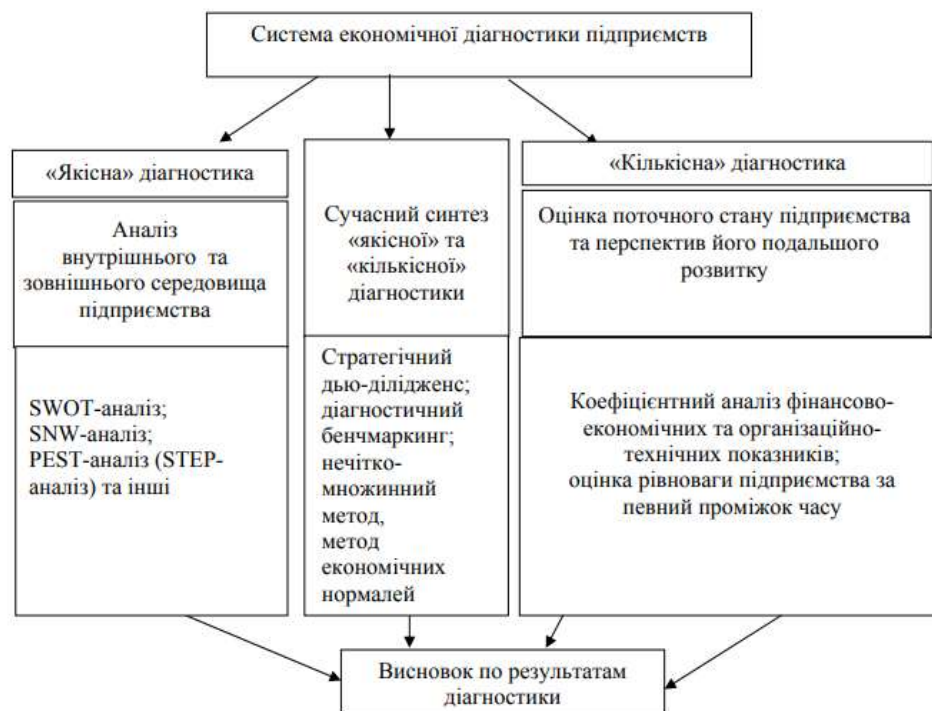 Система економічної діагностики підприємств
«Якісна» діагностика
Аналіз
внутрішнього та
зовнішнього середовища
підприємства
SWOT-аналіз;
SNW-аналіз;
PEST-аналіз (STEP-
аналіз) та інші
Сучасний синтез
«якісної» та
«кількісної»
діагностики
Стратегічний
дью-ділідженс;
діагностичний
бенчмаркинг;
нечітко-
множинний
метод,
метод
економічних
нормалей
«Кількісна» діагностика
Оцінка поточного стану підприємства
та перспектив його подальшого
розвитку
Коефіцієнтний аналіз фінансово-
економічних та організаційно-
технічних показників;
оцінка рівноваги підприємства за
певний проміжок часу
Висновок по результатам
діагностики